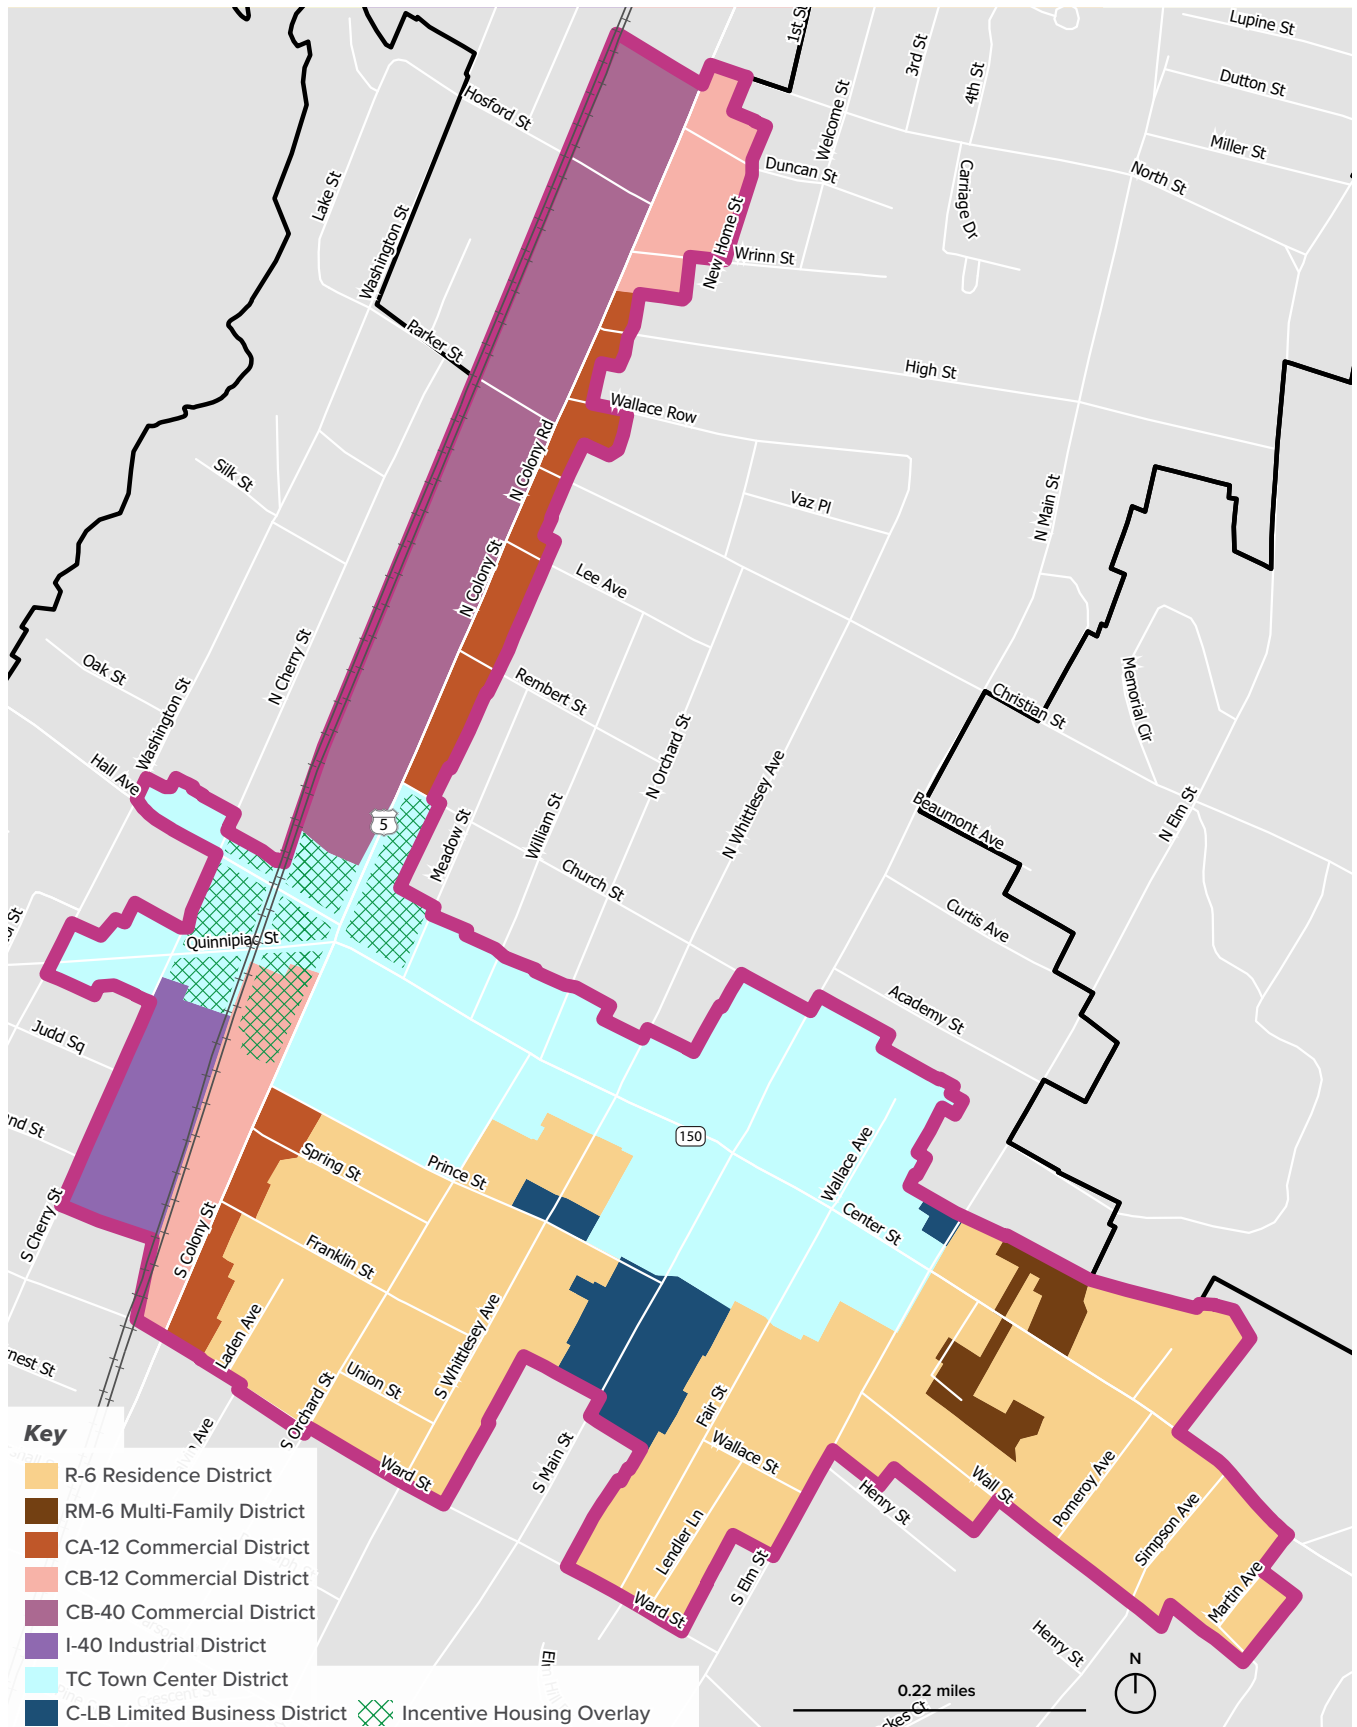 Lupine St
1st St
3rd St
4th St
Dutton St
Hosford St
Welcome St
Miller St
Duncan St
North St
Carriage Dr
Lake St
Washington St
New Home St
Wrinn St
Parker St
High St
Wallace Row
N Colony Rd
Silk St
Vaz Pl
N Main St
N Colony St
Lee Ave
N Cherry St
Oak St
Washington St
Rembert St
Christian St
Memorial Cir
N Orchard St
Hall Ave
N Whittlesey Ave
5
Meadow St
William St
Beaumont Ave
N Elm St
Church St
Curtis Ave
Quinnipiac St
Academy St
Judd Sq
150
Spring St
Prince St
Wallace Ave
Center St
S Cherry St
S Colony St
Franklin St
Laden Ave
S Whittlesey Ave
Union St
S Orchard St
Fair St
Wallace St
S Main St
Ward St
Henry St
Wall St
Pomeroy Ave
Simpson Ave
Lendler Ln
S Elm St
Martin Ave
Ward St
Henry St
Key
R-6 Residence District
RM-6 Multi-Family District
CA-12 Commercial District
CB-12 Commercial District
CB-40 Commercial District
I-40 Industrial District
TC Town Center District
C-LB Limited Business District
Incentive Housing Overlay
N
0.22 miles